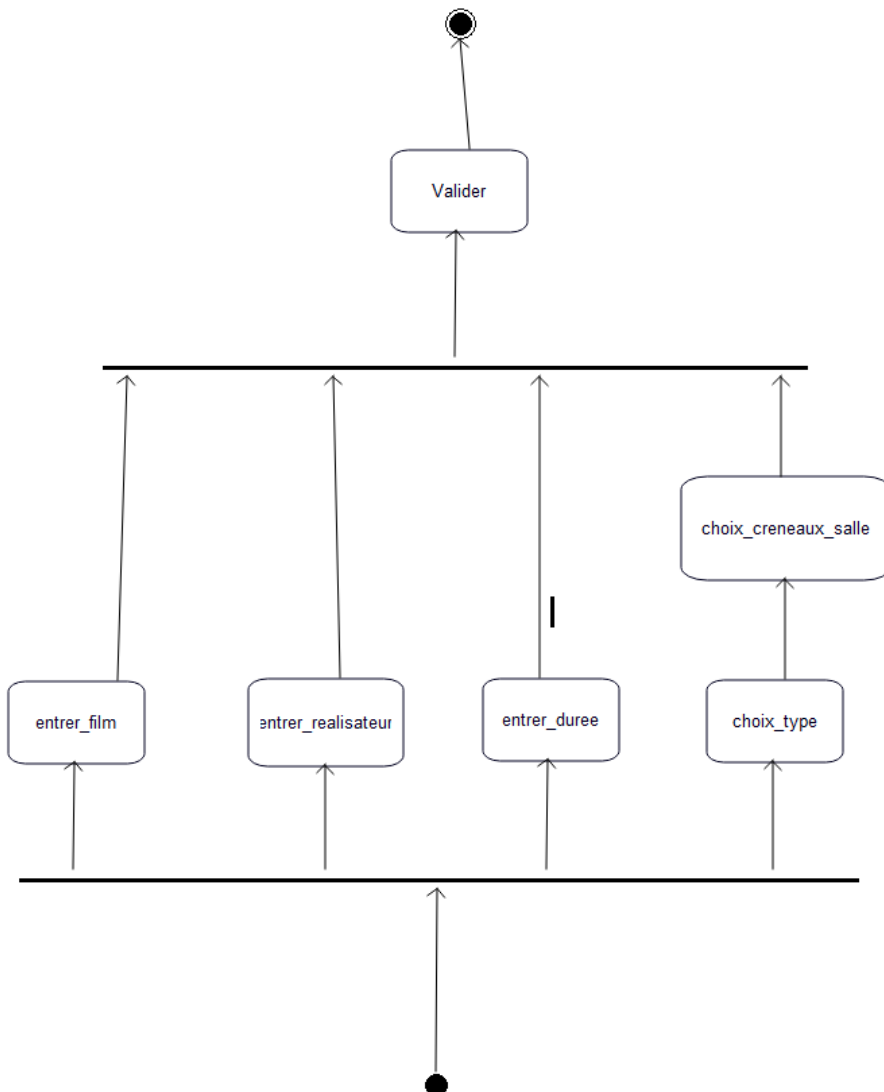 Valider
choix_creneaux_salle
entrer_film
entrer_realisateur
entrer_duree
choix_type